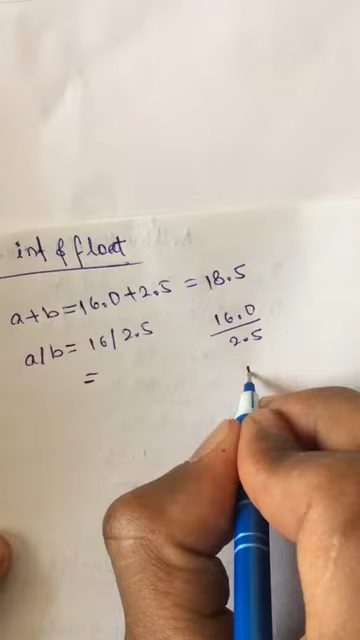 int & float
a+b=16.0+2.5 = 18.5
a/b= 16/2.5
=
16.0
2.5